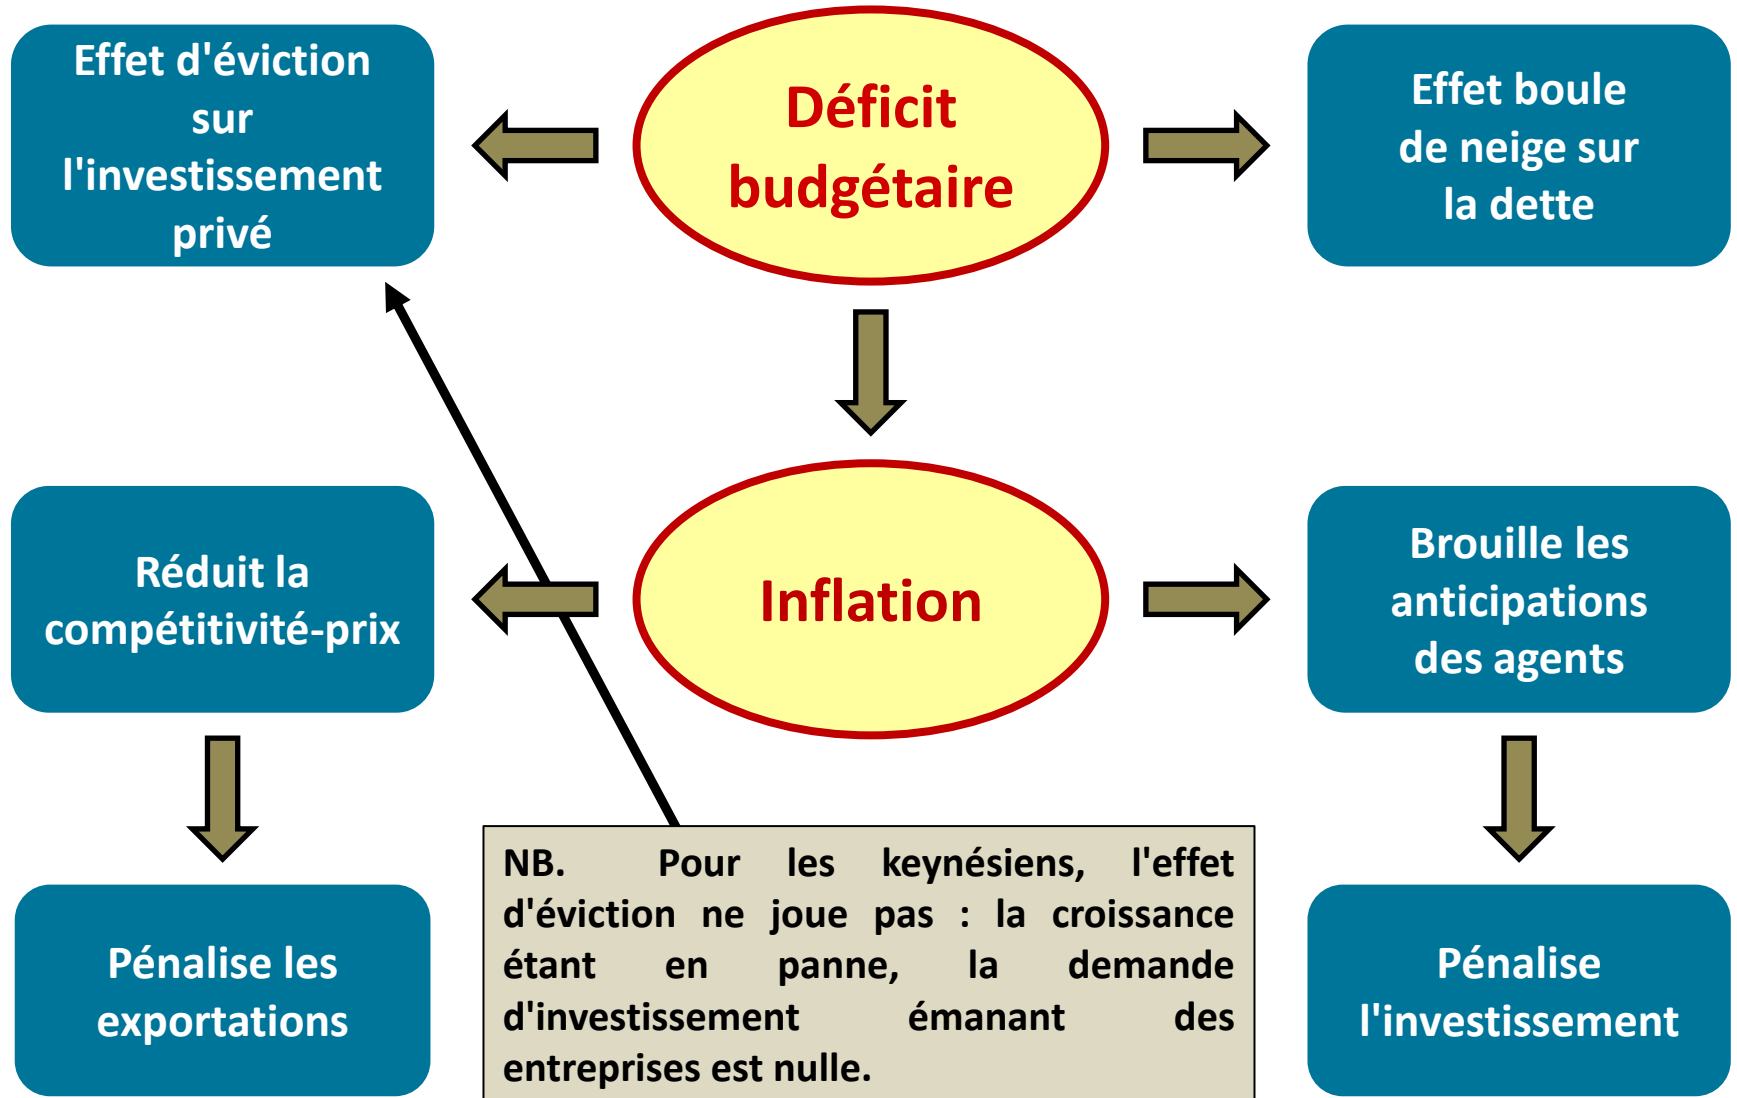 Effet d'éviction
sur
l'investissement
privé
Déficit
budgétaire
Effet boule
de neige sur
la dette
Réduit la
compétitivité-prix
Inflation
Brouille les
anticipations
des agents
Pénalise les
exportations
NB. Pour les keynésiens, l'effet
d'éviction ne joue pas : la croissance
étant en panne, la demande
d'investissement émanant des
entreprises est nulle.
Pénalise
l'investissement